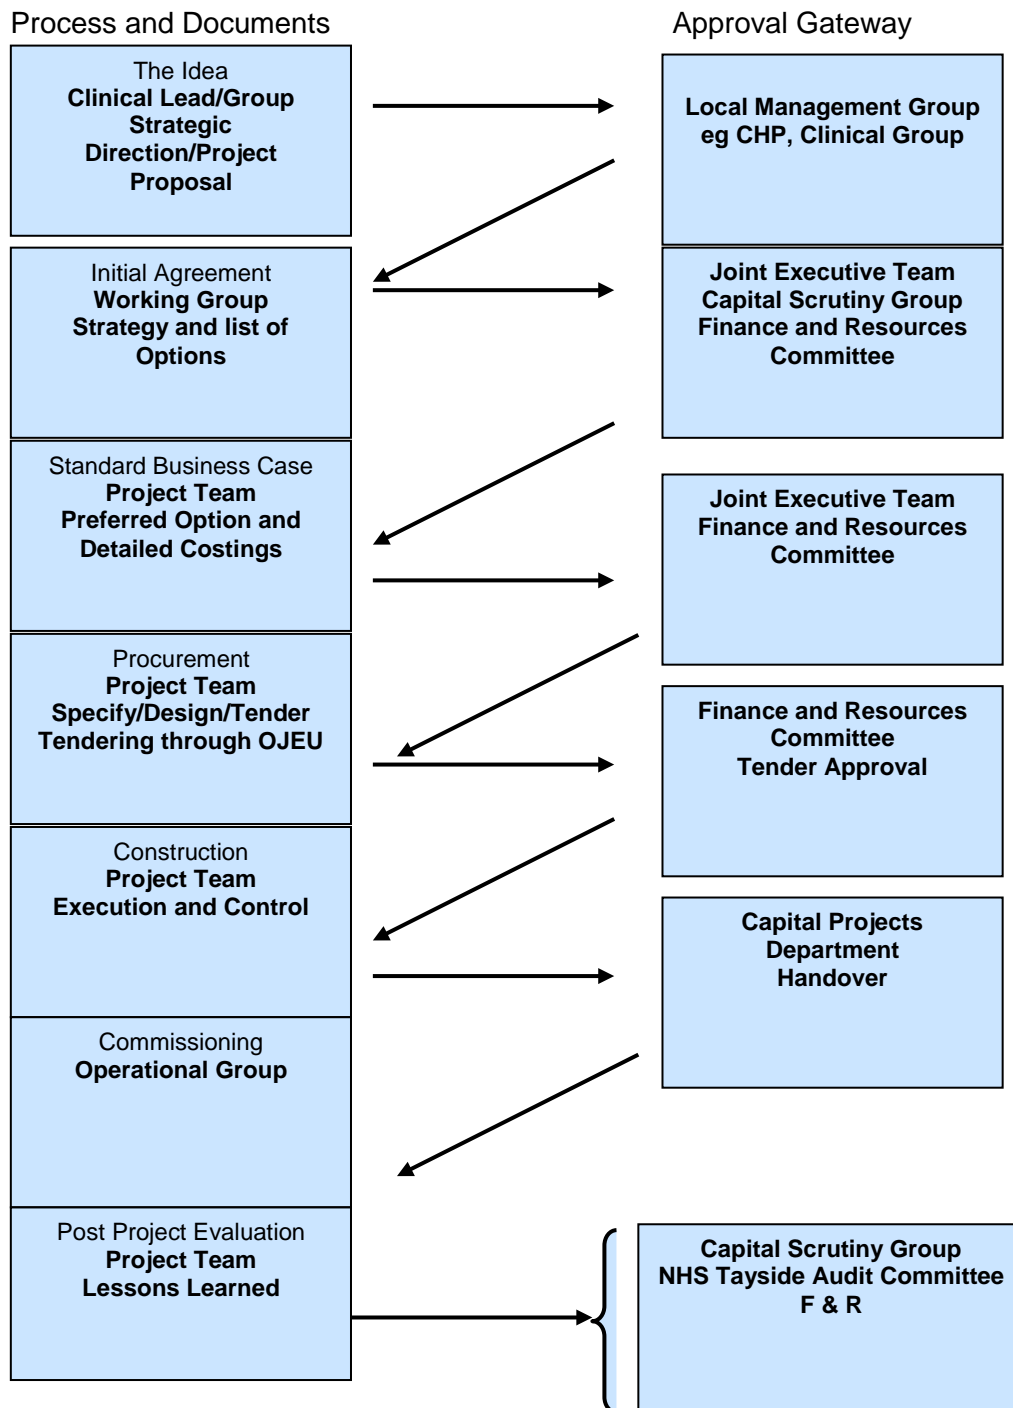 Process and Documents
Approval Gateway
The Idea
Clinical Lead/Group
Strategic
Direction/Project
Proposal
Local Management Group
eg CHP, Clinical Group
Initial Agreement
Working Group
Strategy and list of
Options
Joint Executive Team
Capital Scrutiny Group
Finance and Resources
Committee
Standard Business Case
Project Team
Preferred Option and
Detailed Costings
Joint Executive Team
Finance and Resources
Committee
Procurement
Project Team
Specify/Design/Tender
Tendering through OJEU
Finance and Resources
Committee
Tender Approval
Construction
Project Team
Execution and Control
Capital Projects
Department
Handover
Commissioning
Operational Group
Post Project Evaluation
Project Team
Lessons Learned
Capital Scrutiny Group
NHS Tayside Audit Committee
F & R